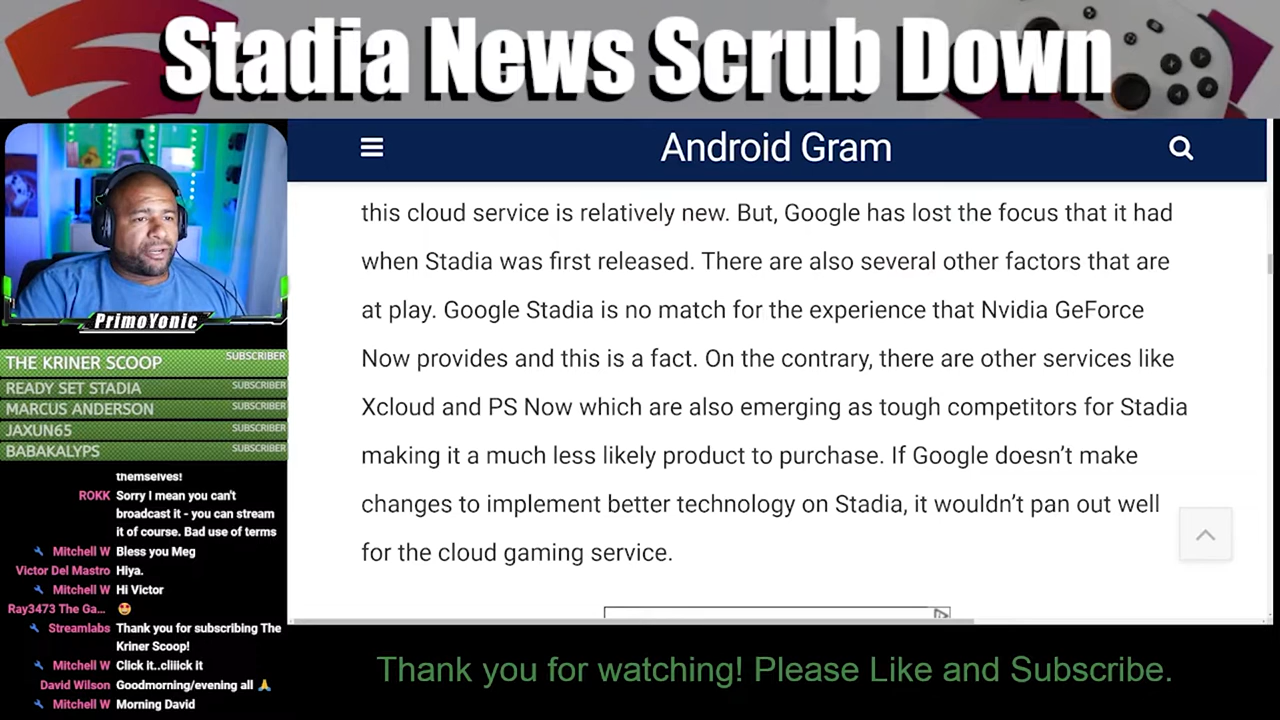 Stadia News Scrub Down
Android Gram
this cloud service is relatively new. But, Google has lost the focus that it had
when Stadia was first released. There are also several other factors that are
at play. Google Stadia is no match for the experience that Nvidia GeForce
Now provides and this is a fact. On the contrary, there are other services like
Xcloud and PS Now which are also emerging as tough competitors for Stadia
making it a much less likely product to purchase. If Google doesn’t make
changes to implement better technology on Stadia, it wouldn’t pan out well
for the cloud gaming service.
PrimoYonic
THE KRINER SCOOP SUBSCRIBER
READY SET STADIA SUBSCRIBER
MARCUS ANDERSON SUBSCRIBER
JAXUN65 SUBSCRIBER
BABAKALYPS SUBSCRIBER
themselves!
ROKK Sorry I mean you can't
broadcast it - you can stream
it of course. Bad use of terms
Mitchell W Bless you Meg
Victor Del Mastro Hiya.
Mitchell W Hi Victor
Ray3473 The Ga... 😍
Streamlabs Thank you for subscribing The
Kriner Scoop!
Mitchell W Click it..cliiick it
David Wilson Goodmorning/evening all 🙏
Mitchell W Morning David
Thank you for watching! Please Like and Subscribe.